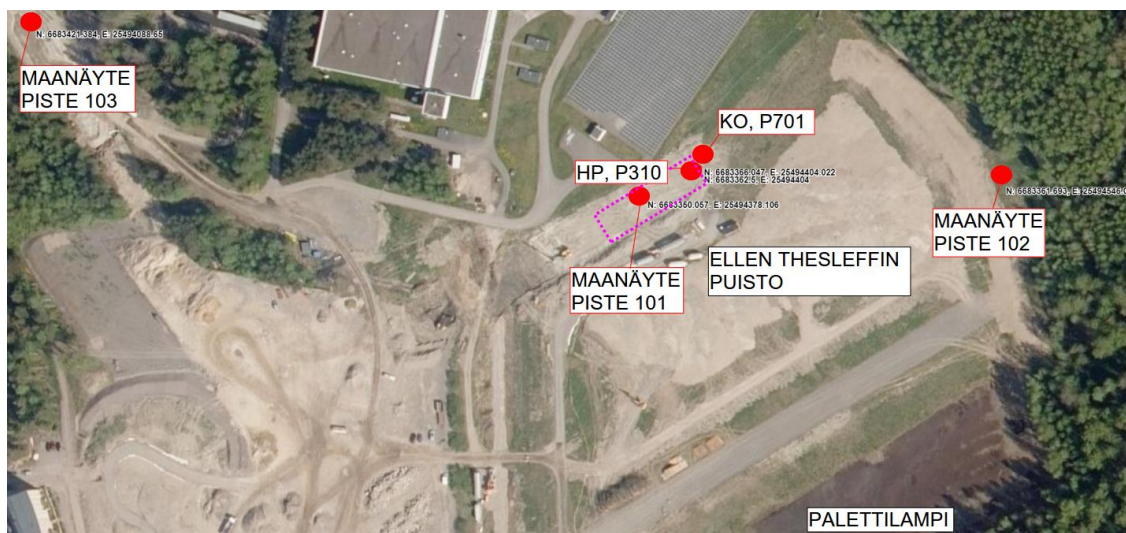 N: 6683421.384, E: 25494088.65
MAANÄYTE
PISTE 103
KO, P701
HP, P310
N: 6683366.047, E: 25494404.022
N: 6683362.5, E: 25494404
N: 6683350.057, E: 25494378.106
MAANÄYTE
PISTE 101
ELLEN THESLEFFIN
PUISTO
MAANÄYTE
PISTE 102
PALETTILAMPI